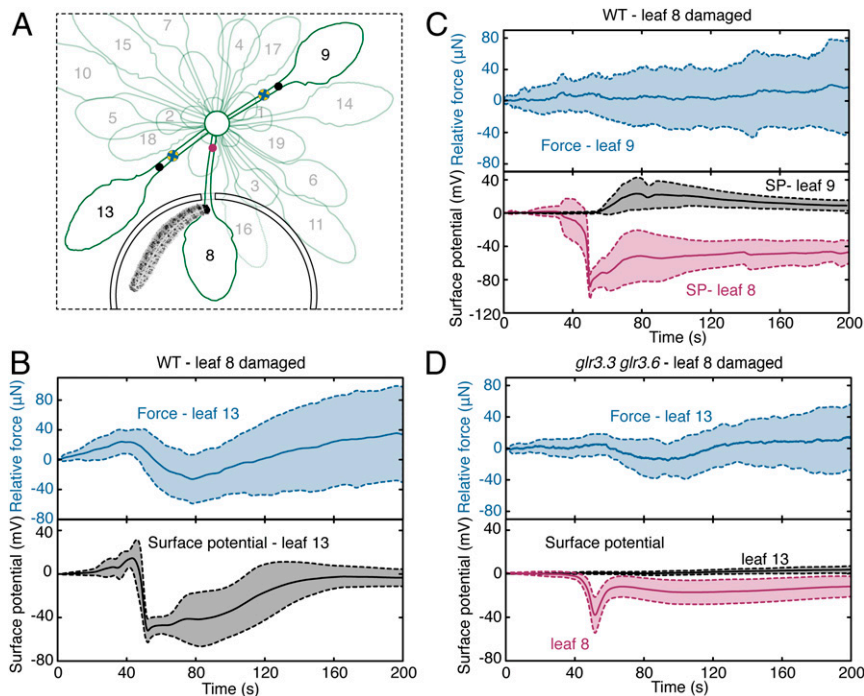 A
7
15
4
17
9
10
14
5
2
1
18
19
13
3
6
16
11
8
C
WT - leaf 8 damaged
Relative force (µN)
80
40
0
-40
-80
Force - leaf 9
Surface potential (mV)
40
0
-40
-80
-120
SP- leaf 9
SP- leaf 8
0 40 80 120 160 200
Time (s)
B
WT - leaf 8 damaged
Relative force (µN)
80
40
0
-40
-80
Force - leaf 13
Surface potential (mV)
40
0
-40
-80
Surface potential - leaf 13
0 40 80 120 160 200
Time (s)
D
glr3.3 glr3.6 - leaf 8 damaged
Relative force (µN)
80
40
0
-40
-80
Force - leaf 13
Surface potential (mV)
40
0
-40
-80
Surface potential
leaf 13
leaf 8
0 40 80 120 160 200
Time (s)